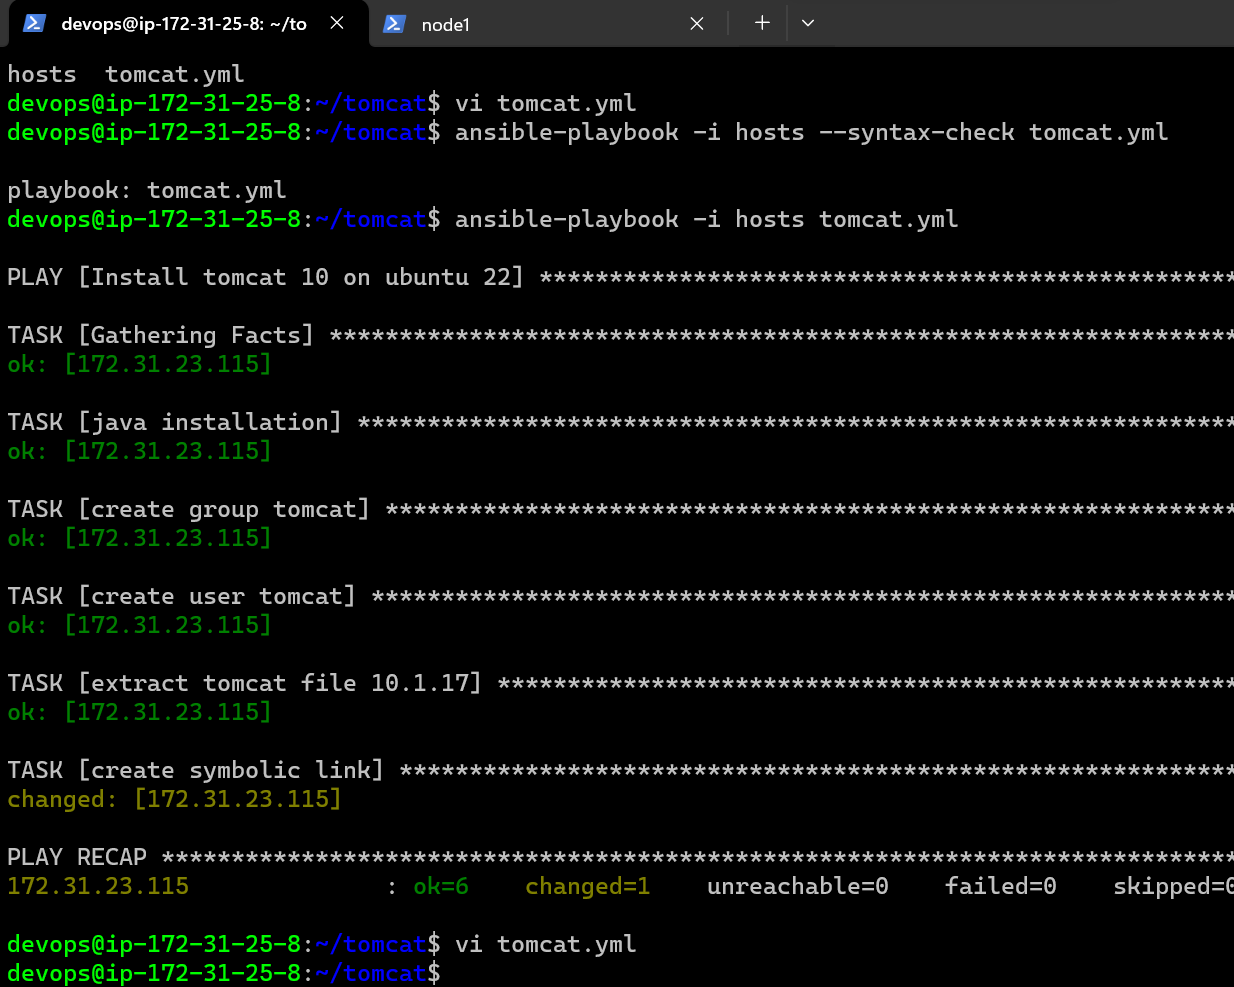 devops@ip-172-31-25-8: ~/to
node1
hosts  tomcat.yml
devops@ip-172-31-25-8:~/tomcat$ vi tomcat.yml
devops@ip-172-31-25-8:~/tomcat$ ansible-playbook -i hosts --syntax-check tomcat.yml
playbook: tomcat.yml
devops@ip-172-31-25-8:~/tomcat$ ansible-playbook -i hosts tomcat.yml
PLAY [Install tomcat 10 on ubuntu 22] **************************************************
TASK [Gathering Facts] *****************************************************************
ok: [172.31.23.115]
TASK [java installation] ***************************************************************
ok: [172.31.23.115]
TASK [create group tomcat] *************************************************************
ok: [172.31.23.115]
TASK [create user tomcat] **************************************************************
ok: [172.31.23.115]
TASK [extract tomcat file 10.1.17] *****************************************************
ok: [172.31.23.115]
TASK [create symbolic link] ************************************************************
changed: [172.31.23.115]
PLAY RECAP *****************************************************************************
172.31.23.115              : ok=6    changed=1    unreachable=0    failed=0    skipped=0
devops@ip-172-31-25-8:~/tomcat$ vi tomcat.yml
devops@ip-172-31-25-8:~/tomcat$